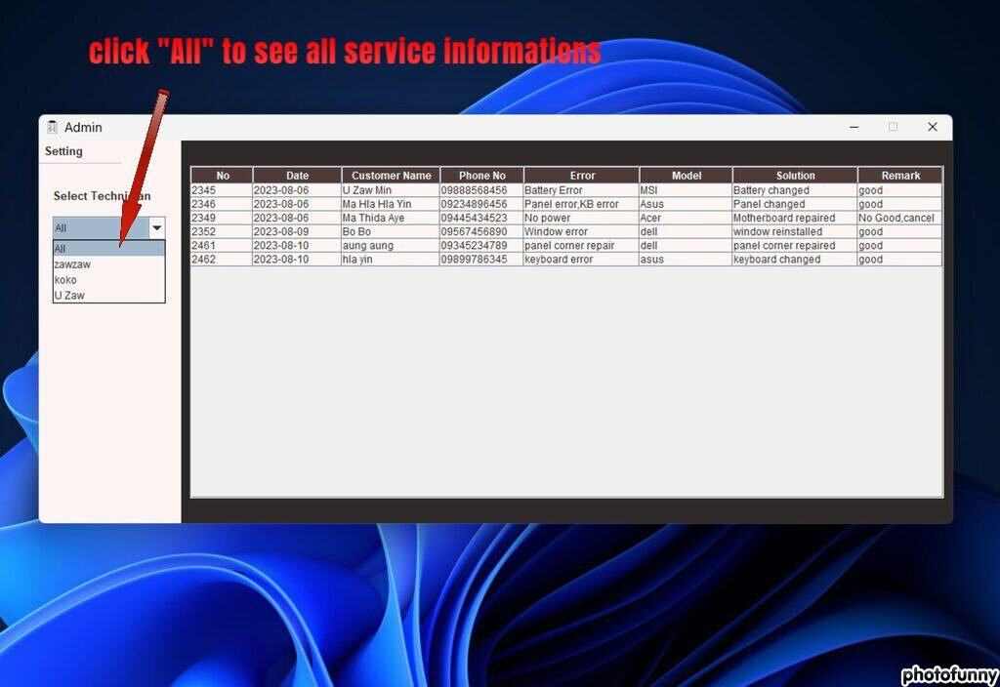 click "All" to see all service informations
Admin
Setting
Select Technician
All
All
zawzaw
koko
U Zaw
No Date Customer Name Phone No Error Model Solution Remark
2345 2023-08-06 U Zaw Min 09888568456 Battery Error MSI Battery changed good
2346 2023-08-06 Ma Hla Hla Yin 09234896456 Panel error,KB error Asus Panel changed good
2349 2023-08-06 Ma Thida Aye 09445434523 No power Acer Motherboard repaired No Good,cancel
2352 2023-08-09 Bo Bo 09567456890 Window error dell window reinstalled good
2461 2023-08-10 aung aung 09345234789 panel corner repair dell panel corner repaired good
2462 2023-08-10 hla yin 09899786345 keyboard error asus keyboard changed good
photofunny